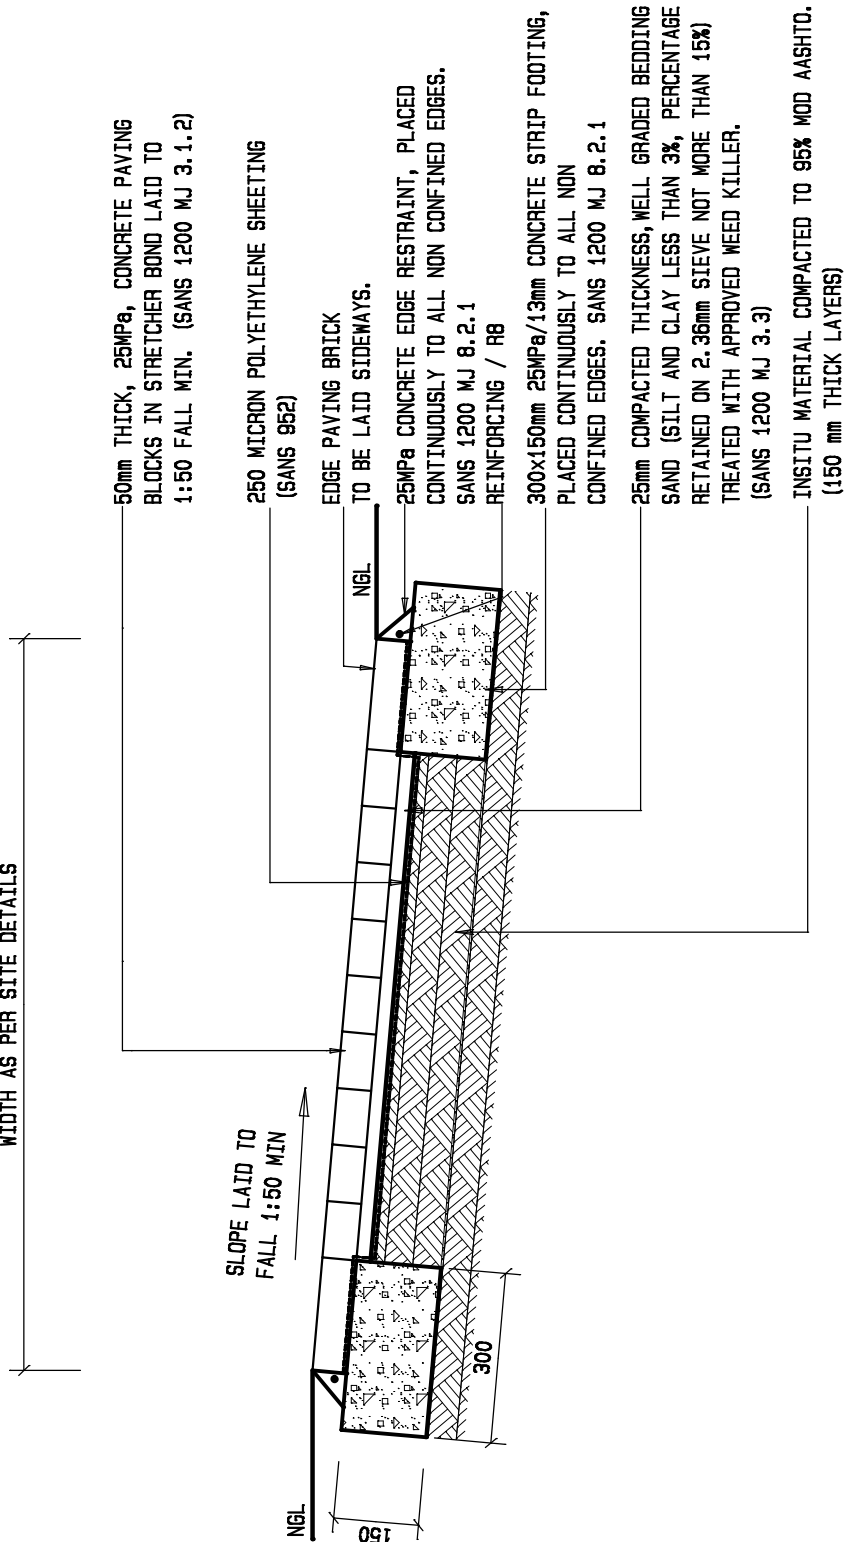 WIDTH AS PER SITE DETAILS
50mm THICK, 25MPa, CONCRETE PAVING
BLOCKS IN STRETCHER BOND LAID TO
1:50 FALL MIN. (SANS 1200 MJ 3.1.2)
250 MICRON POLYETHYLENE SHEETING
(SANS 952)
EDGE PAVING BRICK
TO BE LAID SIDEWAYS.
25MPa CONCRETE EDGE RESTRAINT, PLACED
CONTINUOUSLY TO ALL NON CONFINED EDGES.
SANS 1200 MJ 8.2.1
REINFORCING / R8
300x150mm 25MPa/13mm CONCRETE STRIP FOOTING,
PLACED CONTINUOUSLY TO ALL NON
CONFINED EDGES. SANS 1200 MJ 8.2.1
25mm COMPACTED THICKNESS, WELL GRADED BEDDING
SAND (SILT AND CLAY LESS THAN 3%, PERCENTAGE
RETAINED ON 2.36mm SIEVE NOT MORE THAN 15%)
TREATED WITH APPROVED WEED KILLER.
(SANS 1200 MJ 3.3)
INSITU MATERIAL COMPACTED TO 95% MOD AASHTO.
(150 mm THICK LAYERS)
NGL
SLOPE LAID TO
FALL 1:50 MIN
NGL
300
150